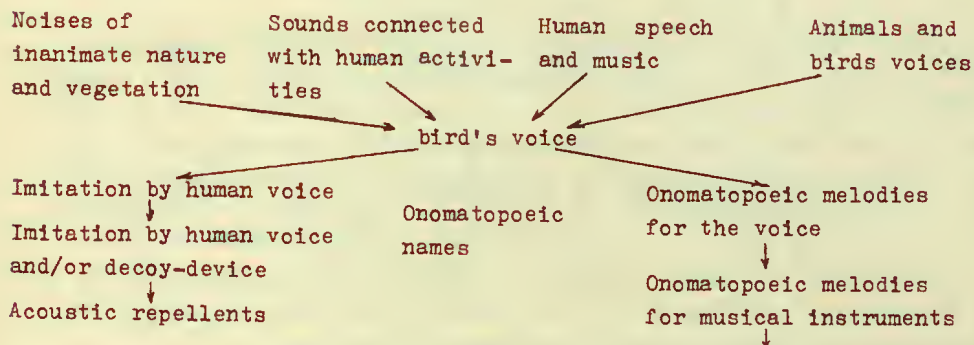 Noises of
inanimate nature
and vegetation
Sounds connected
with human activi-
ties
Human speech
and music
Animals and
birds voices
bird's voice
Imitation by human voice
Imitation by human voice
and/or decoy-device
Acoustic repellents
Onomatopoeic
names
Onomatopoeic melodies
for the voice
Onomatopoeic melodies
for musical instruments